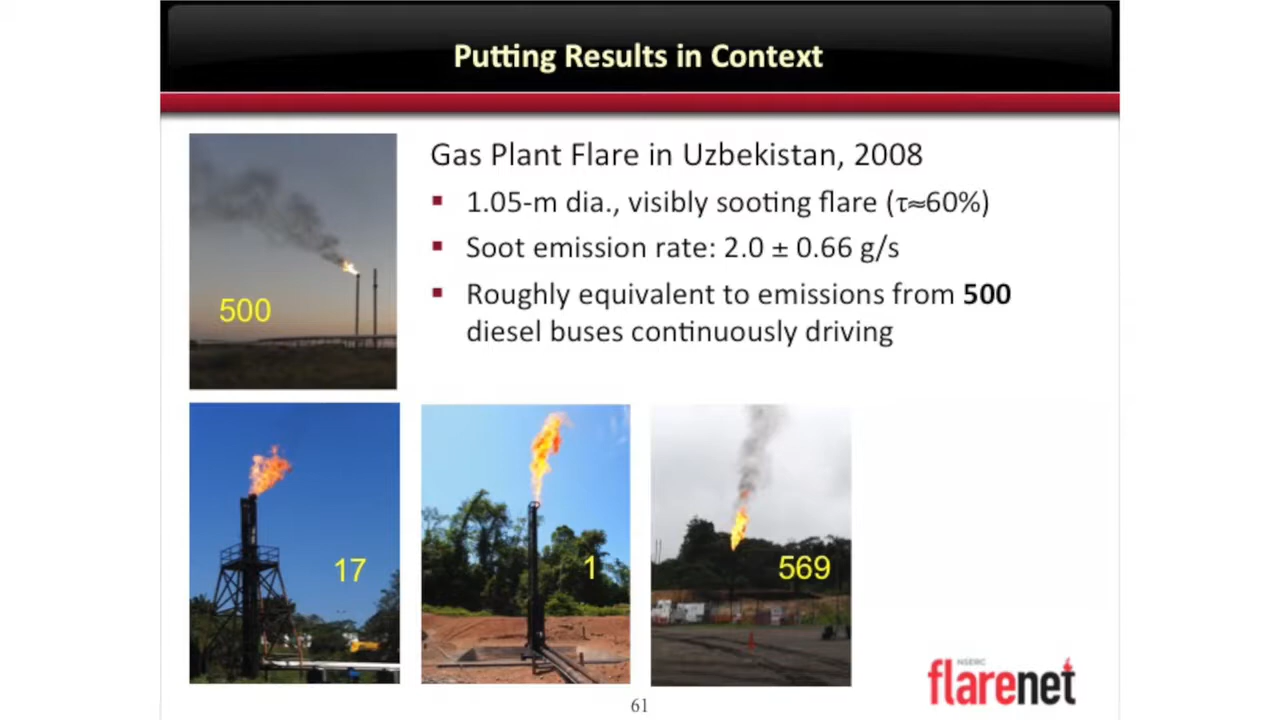 Putting Results in Context
Gas Plant Flare in Uzbekistan, 2008
1.05-m dia., visibly sooting flare (τ≈60%)
Soot emission rate: 2.0 ± 0.66 g/s
Roughly equivalent to emissions from 500
diesel buses continuously driving
500
17
1
569
NSERC
flarenet
61